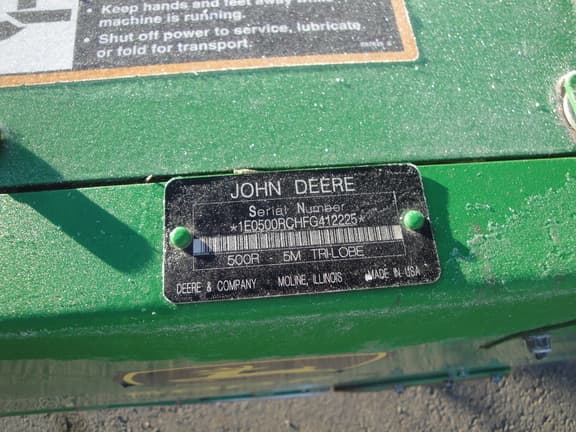 Keep hands and feet away while
machine is running.
• Shut off power to service, lubricate
or fold for transport.
JOHN DEERE
Serial Number
*1E0500RCHFG412225*
500R - 5M TRI-LOBE
DEERE & COMPANY MOLINE, ILLINOIS MADE IN USA